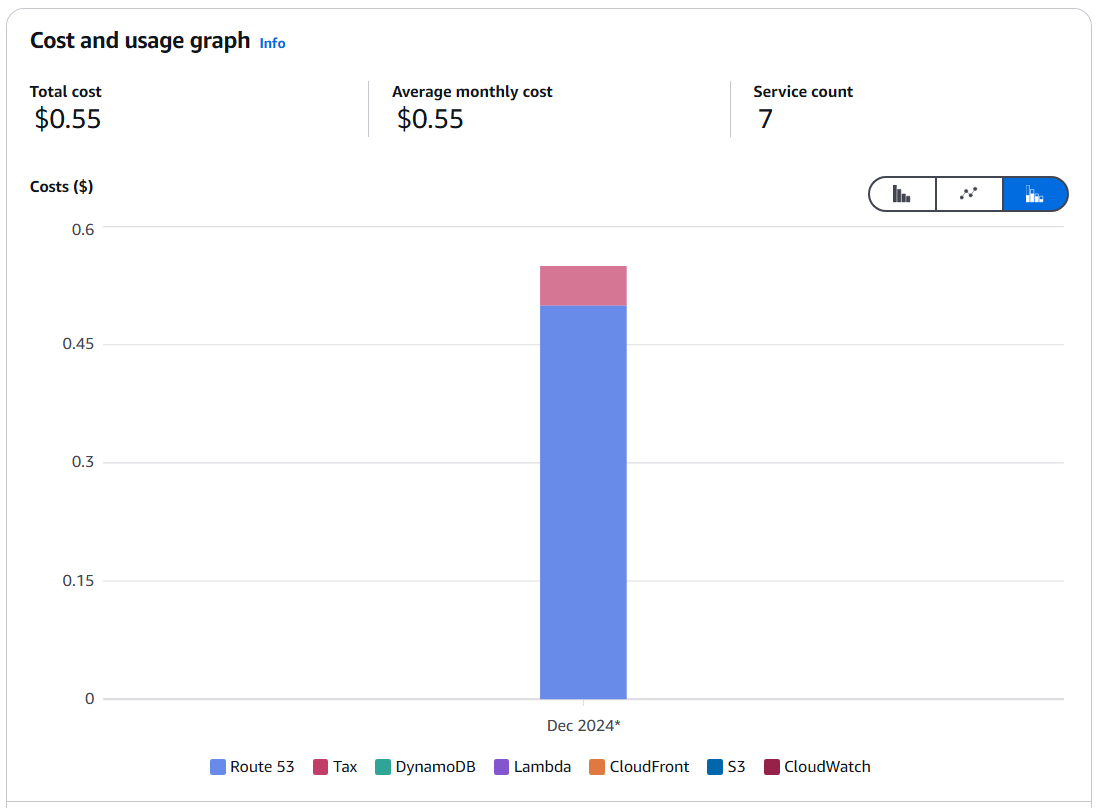 Cost and usage graph Info
Total cost Average monthly cost Service count
$0.55 $0.55 7
Costs ($)
0.6
0.45
0.3
0.15
0
Dec 2024*
Route 53 Tax DynamoDB Lambda CloudFront S3 CloudWatch